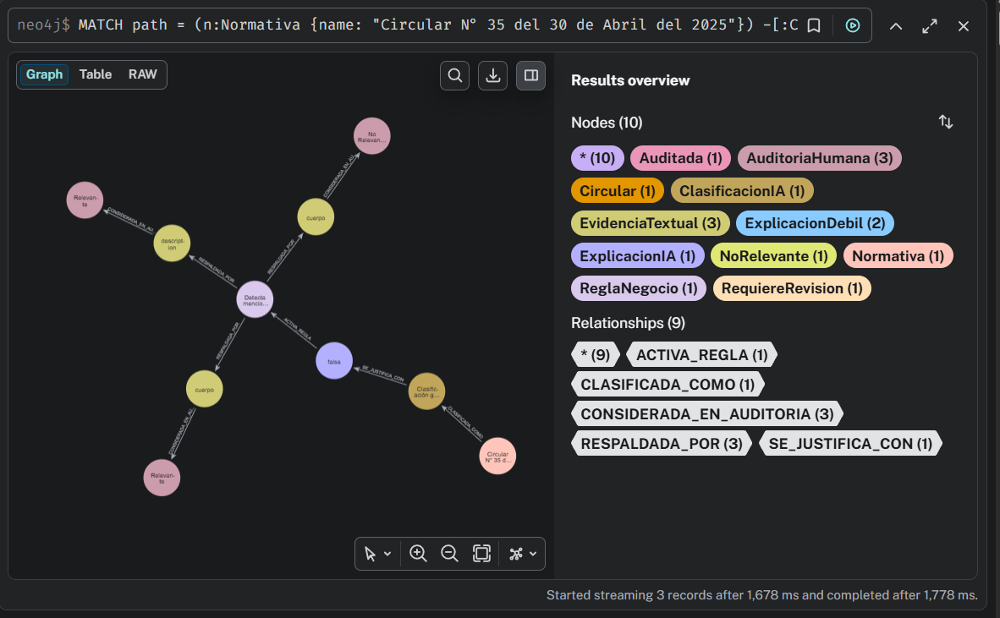 neo4j$ MATCH path = (n:Normativa {name: "Circular N° 35 del 30 de Abril del 2025"}) -[:C
Graph Table RAW
Results overview
Nodes (10)
* (10) Auditada (1) AuditoriaHumana (3)
Circular (1) ClasificacionIA (1)
EvidenciaTextual (3) ExplicacionDebil (2)
ExplicacionIA (1) NoRelevante (1) Normativa (1)
ReglaNegocio (1) RequiereRevision (1)
Relationships (9)
* (9) ACTIVA_REGLA (1)
CLASIFICADA_COMO (1)
CONSIDERADA_EN_AUDITORIA (3)
RESPALDADA_POR (3) SE_JUSTIFICA_CON (1)
No
Relevan...
CONSIDERADA_EN_AU...
Relevan-
te
CONSIDERADA_EN_AU...
cuerpo
descript-
ion
RESPALDADA_POR
RESPALDADA_POR
Detecta
mencio...
ACTIVA_REGLA
RESPALDADA_POR
false
SE_JUSTIFICA_CON
cuerpo
Clasific-
ación g...
CLASIFICADA_COMO
CONSIDERADA_EN_AU...
Circular
N° 35 d...
Relevan-
te
Started streaming 3 records after 1,678 ms and completed after 1,778 ms.